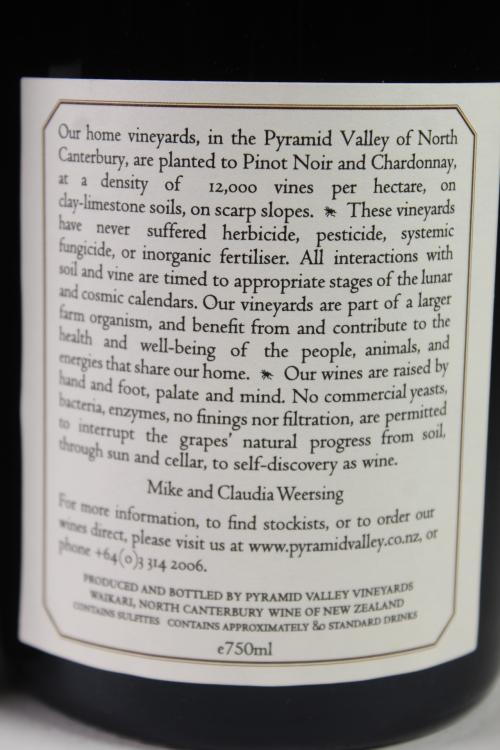 Our home vineyards, in the Pyramid Valley of North
Canterbury, are planted to Pinot Noir and Chardonnay,
at a density of 12,000 vines per hectare, on
clay-limestone soils, on scarp slopes. These vineyards
have never suffered herbicide, pesticide, systemic
fungicide, or inorganic fertiliser. All interactions with
soil and vine are timed to appropriate stages of the lunar
and cosmic calendars. Our vineyards are part of a larger
farm organism, and benefit from and contribute to the
health and well-being of the people, animals, and
energies that share our home. Our wines are raised by
hand and foot, palate and mind. No commercial yeasts,
bacteria, enzymes, no finings nor filtration, are permitted
to interrupt the grapes' natural progress from soil,
through sun and cellar, to self-discovery as wine.
Mike and Claudia Weersing
For more information, to find stockists, or to order our
wines direct, please visit us at www.pyramidvalley.co.nz, or
phone +64(0)3 314 2006.
PRODUCED AND BOTTLED BY PYRAMID VALLEY VINEYARDS
WAIKARI, NORTH CANTERBURY WINE OF NEW ZEALAND
CONTAINS SULFITES CONTAINS APPROXIMATELY 8.0 STANDARD DRINKS
e750ml